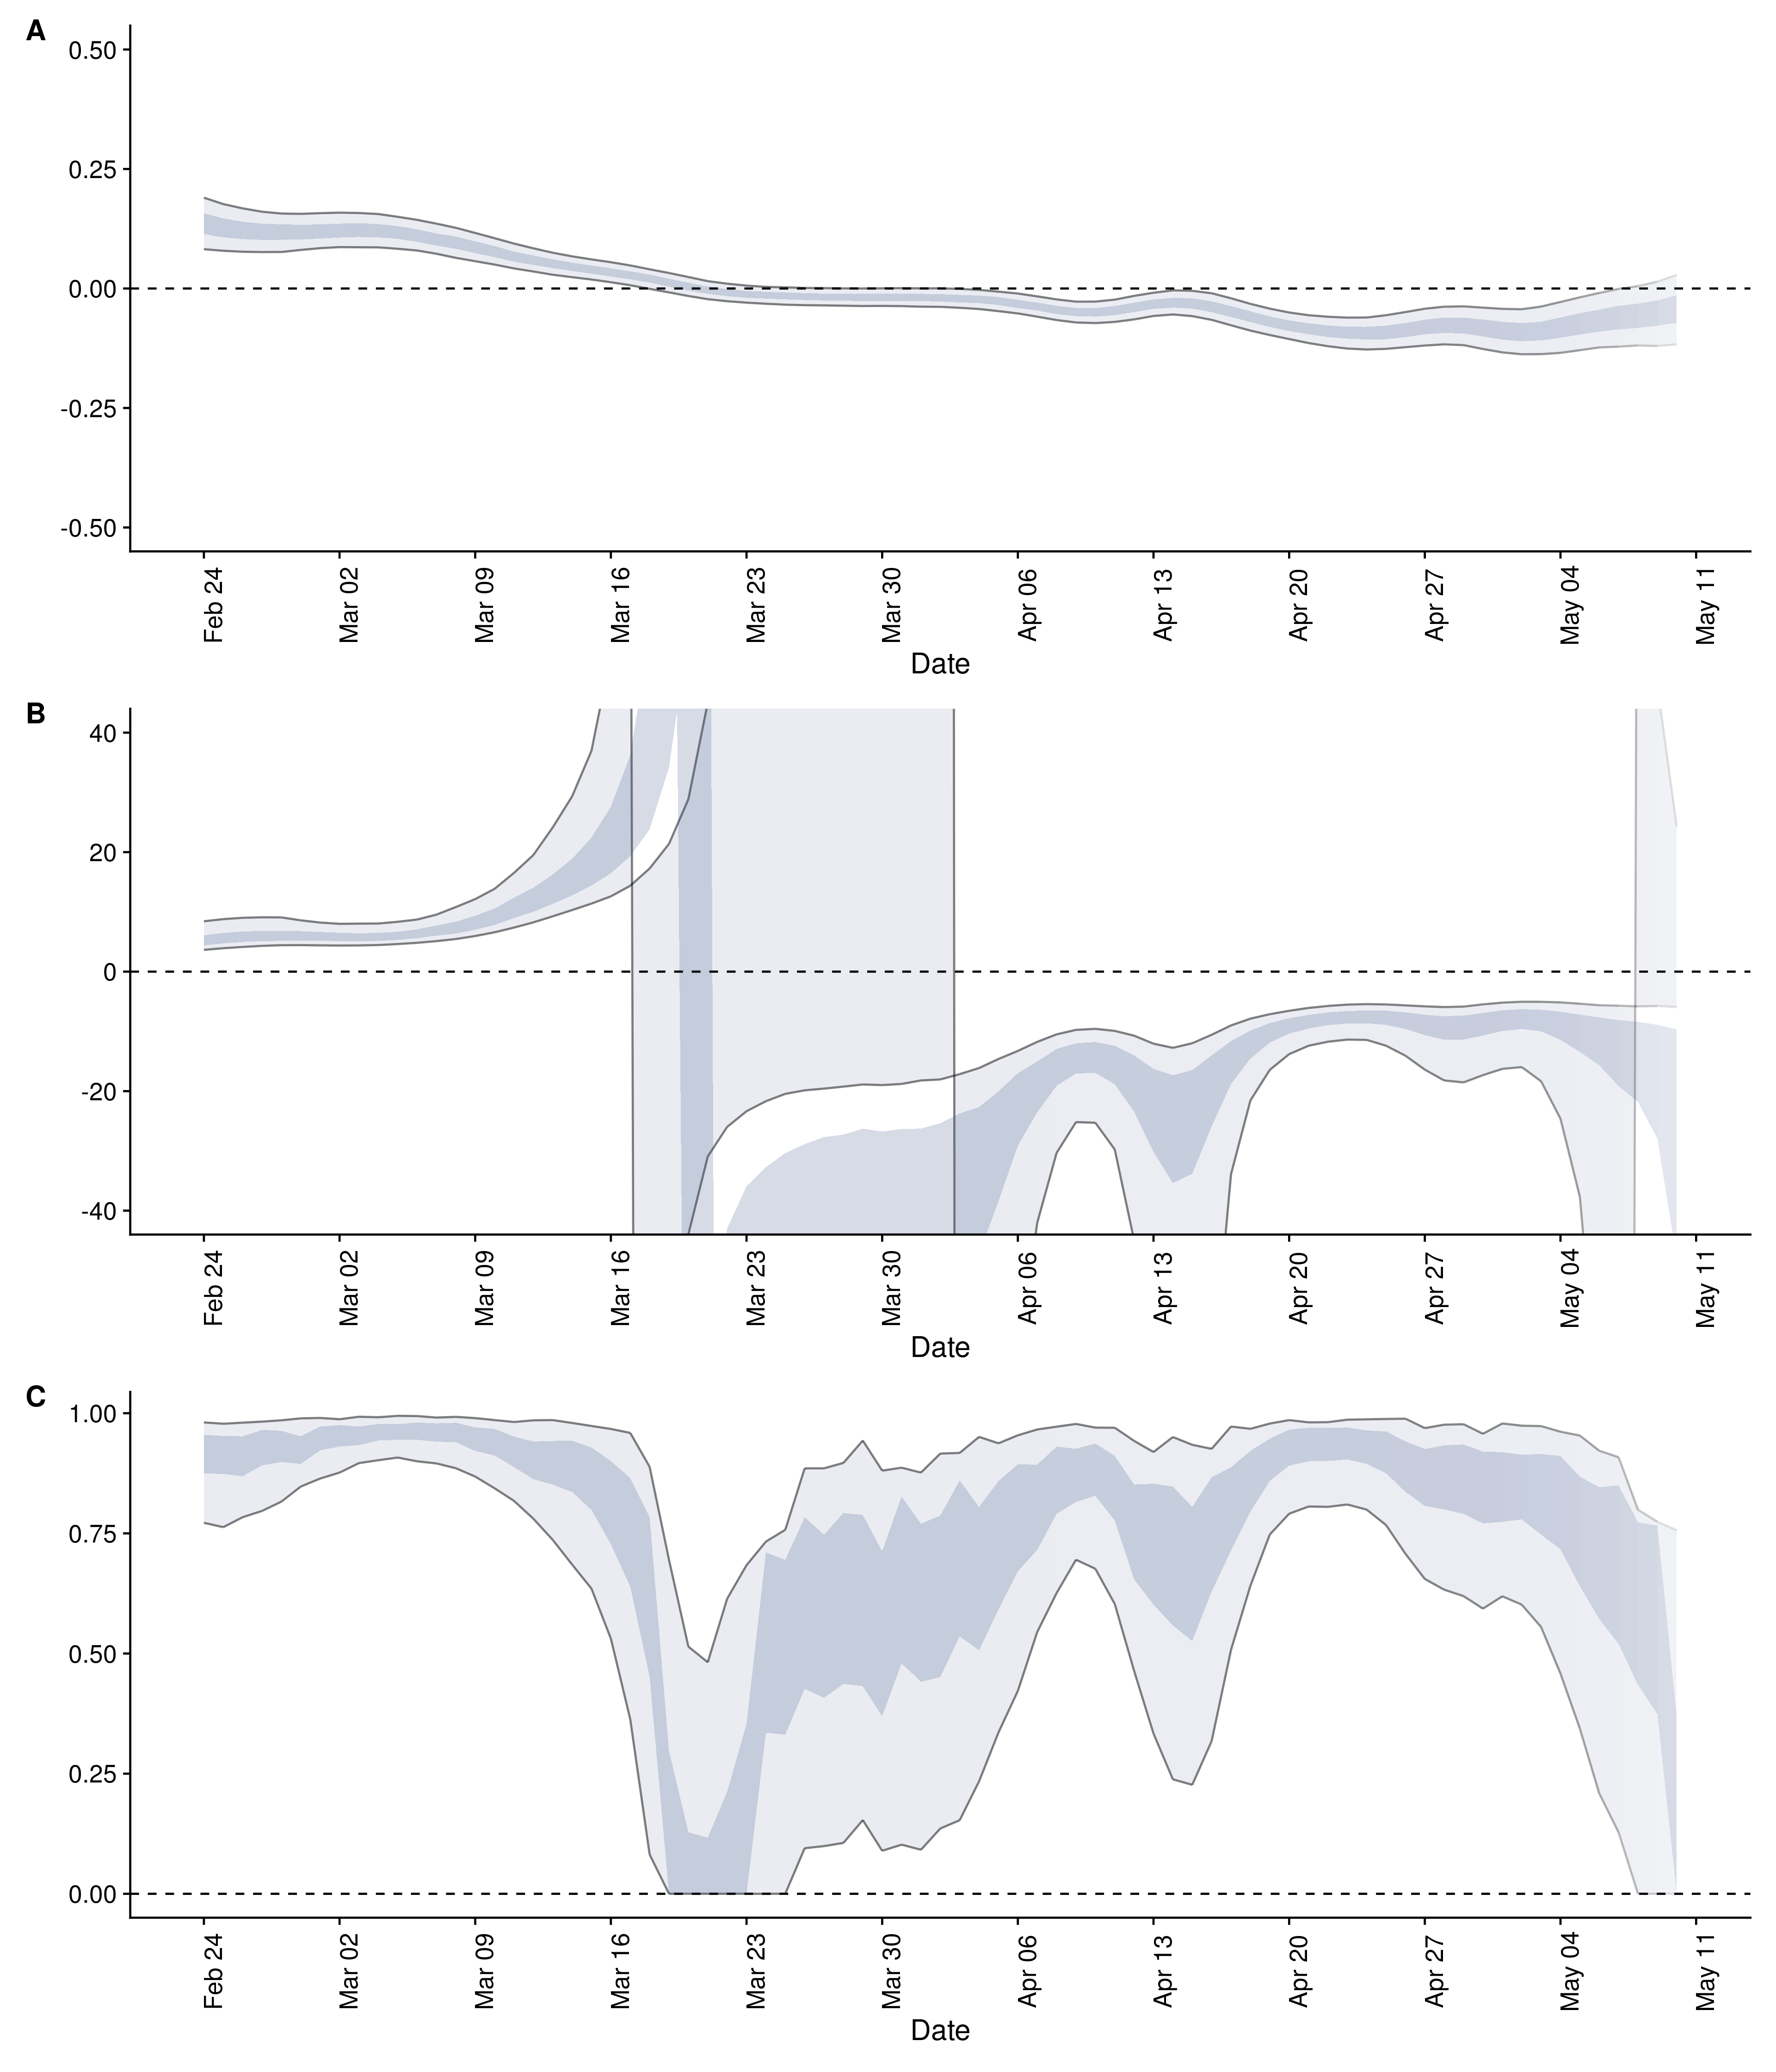 A
0.50
0.25
0.00
-0.25
-0.50
Feb 24
Mar 02
Mar 09
Mar 16
Mar 23
Mar 30
Apr 06
Apr 13
Apr 20
Apr 27
May 04
May 11
Date
B
40
20
0
-20
-40
Feb 24
Mar 02
Mar 09
Mar 16
Mar 23
Mar 30
Apr 06
Apr 13
Apr 20
Apr 27
May 04
May 11
Date
C
1.00
0.75
0.50
0.25
0.00
Feb 24
Mar 02
Mar 09
Mar 16
Mar 23
Mar 30
Apr 06
Apr 13
Apr 20
Apr 27
May 04
May 11
Date